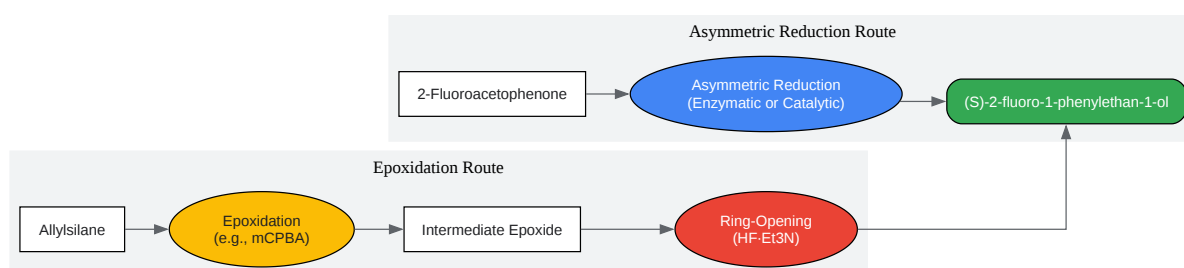 Asymmetric Reduction Route
2-Fluoroacetophenone
Asymmetric Reduction
(Enzymatic or Catalytic)
(S)-2-fluoro-1-phenylethan-1-ol
Epoxidation Route
Allylsilane
Epoxidation
(e.g., mCPBA)
Intermediate Epoxide
Ring-Opening
(HF·Et3N)